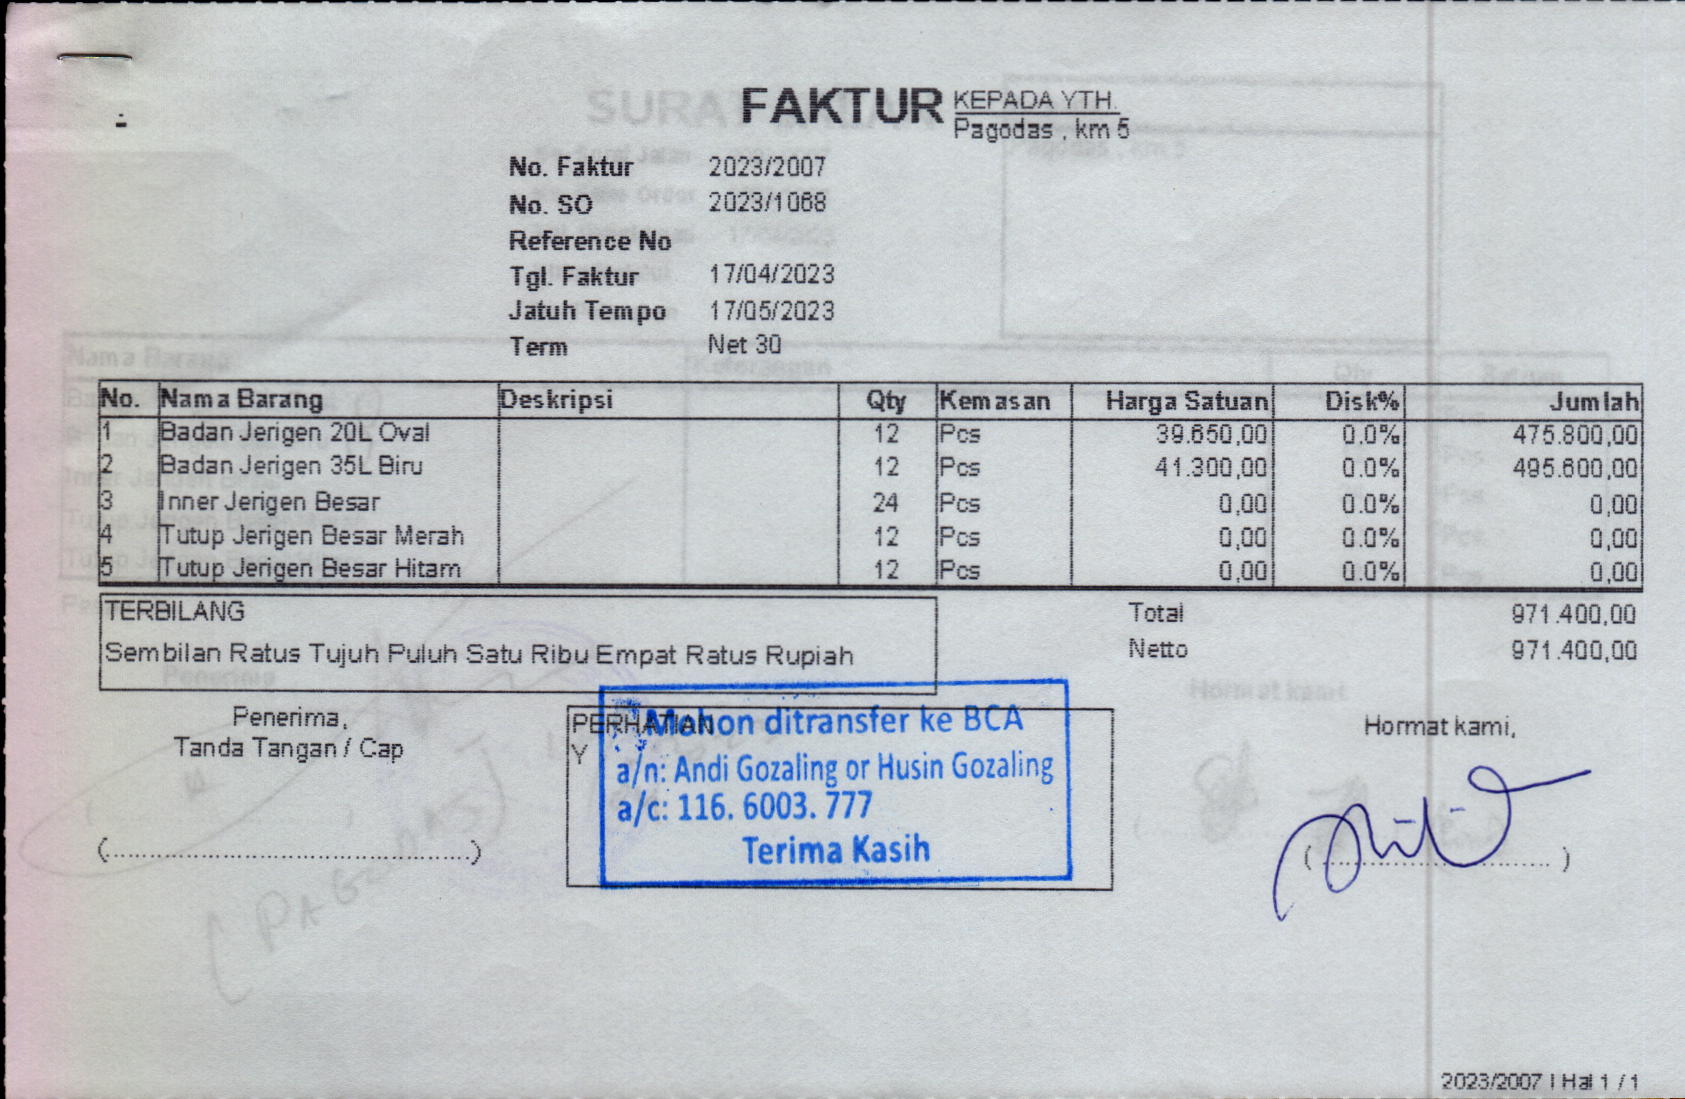 FAKTUR
KEPADA YTH.
Pagodas , km 5
No. Faktur 2023/2007
No. SO 2023/1068
Reference No
Tgl. Faktur 17/04/2023
Jatuh Tempo 17/05/2023
Term Net 30
No. Nama Barang Deskripsi Qty Kemasan Harga Satuan Disk% Jumlah
1 Badan Jerigen 20L Oval 12 Pcs 39.650,00 0.0% 475.800,00
2 Badan Jerigen 35L Biru 12 Pcs 41.300,00 0.0% 495.600,00
3 Inner Jerigen Besar 24 Pcs 0,00 0.0% 0,00
4 Tutup Jerigen Besar Merah 12 Pcs 0,00 0.0% 0,00
5 Tutup Jerigen Besar Hitam 12 Pcs 0,00 0.0% 0,00
TERBILANG
Sembilan Ratus Tujuh Puluh Satu Ribu Empat Ratus Rupiah
Total 971.400,00
Netto 971.400,00
Penerima,
Tanda Tangan / Cap
(...............................................)
PERHATIAN
Y
Mohon ditransfer ke BCA
a/n: Andi Gozaling or Husin Gozaling
a/c: 116. 6003. 777
Terima Kasih
Hormat kami,
(............................... )
2023/2007 | Hal 1 / 1